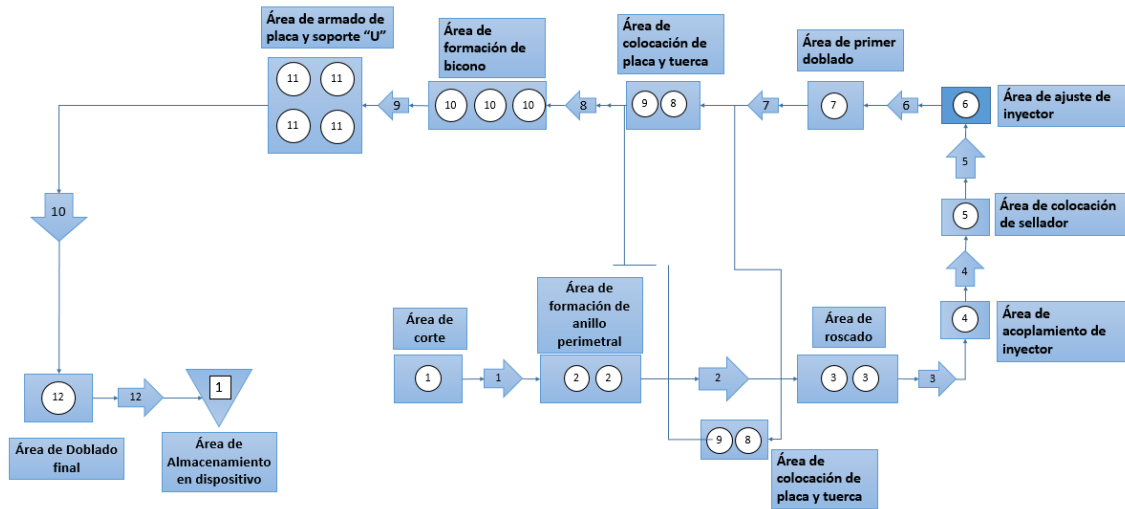 Área de armado de
placa y soporte “U”
11
11
11
11
9
Área de
formación de
bicono
10
10
10
8
Área de
colocación de
placa y tuerca
9
8
7
Área de primer
doblado
7
6
6
Área de ajuste de
inyector
5
5
Área de colocación
de sellador
4
4
Área de
acoplamiento de
inyector
10
Área de
corte
1
1
Área de
formación de
anillo
perimetral
2
2
2
Área de
roscado
3
3
3
9
8
Área de
colocación de
placa y tuerca
12
12
1
Área de Doblado
final
Área de
Almacenamiento
en dispositivo